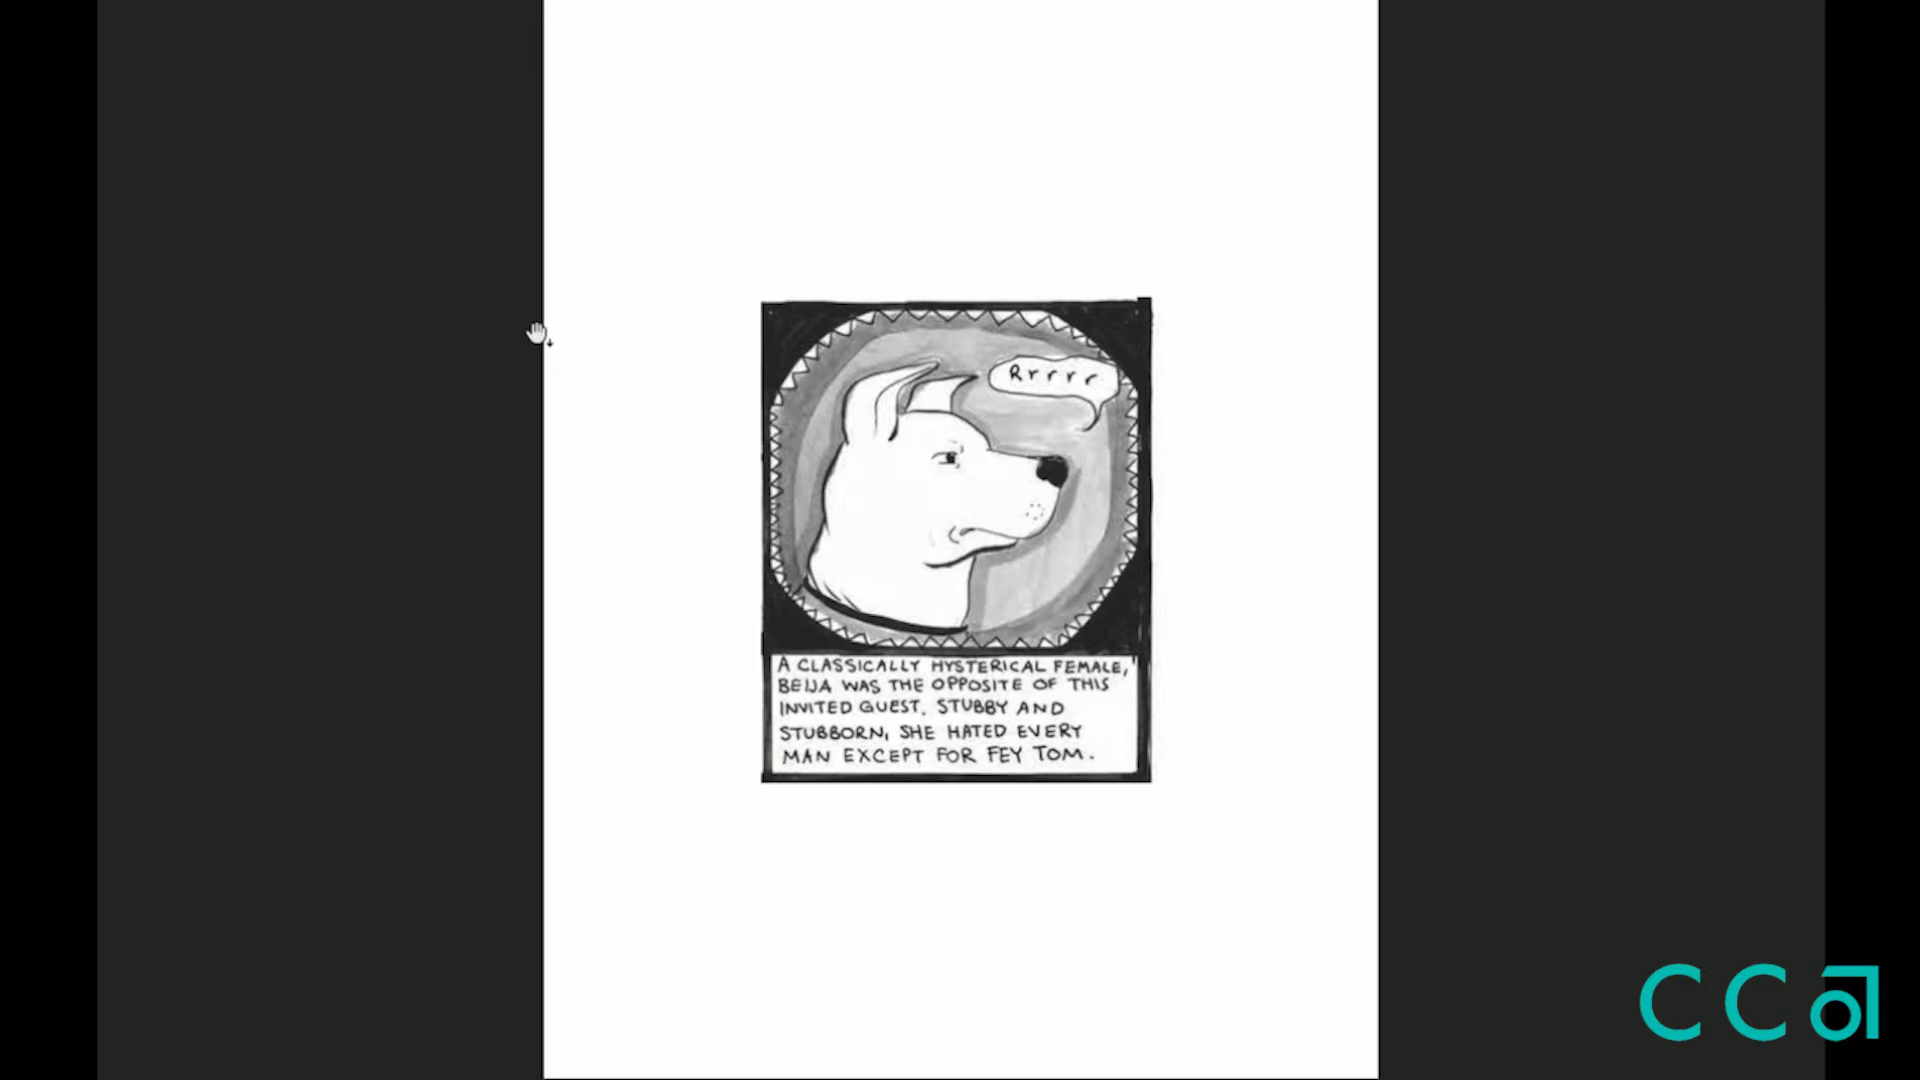 Rrrrr
A CLASSICALLY HYSTERICAL FEMALE,
BEIJA WAS THE OPPOSITE OF THIS
INVITED GUEST. STUBBY AND
STUBBORN, SHE HATED EVERY
MAN EXCEPT FOR FEY TOM.
CCa